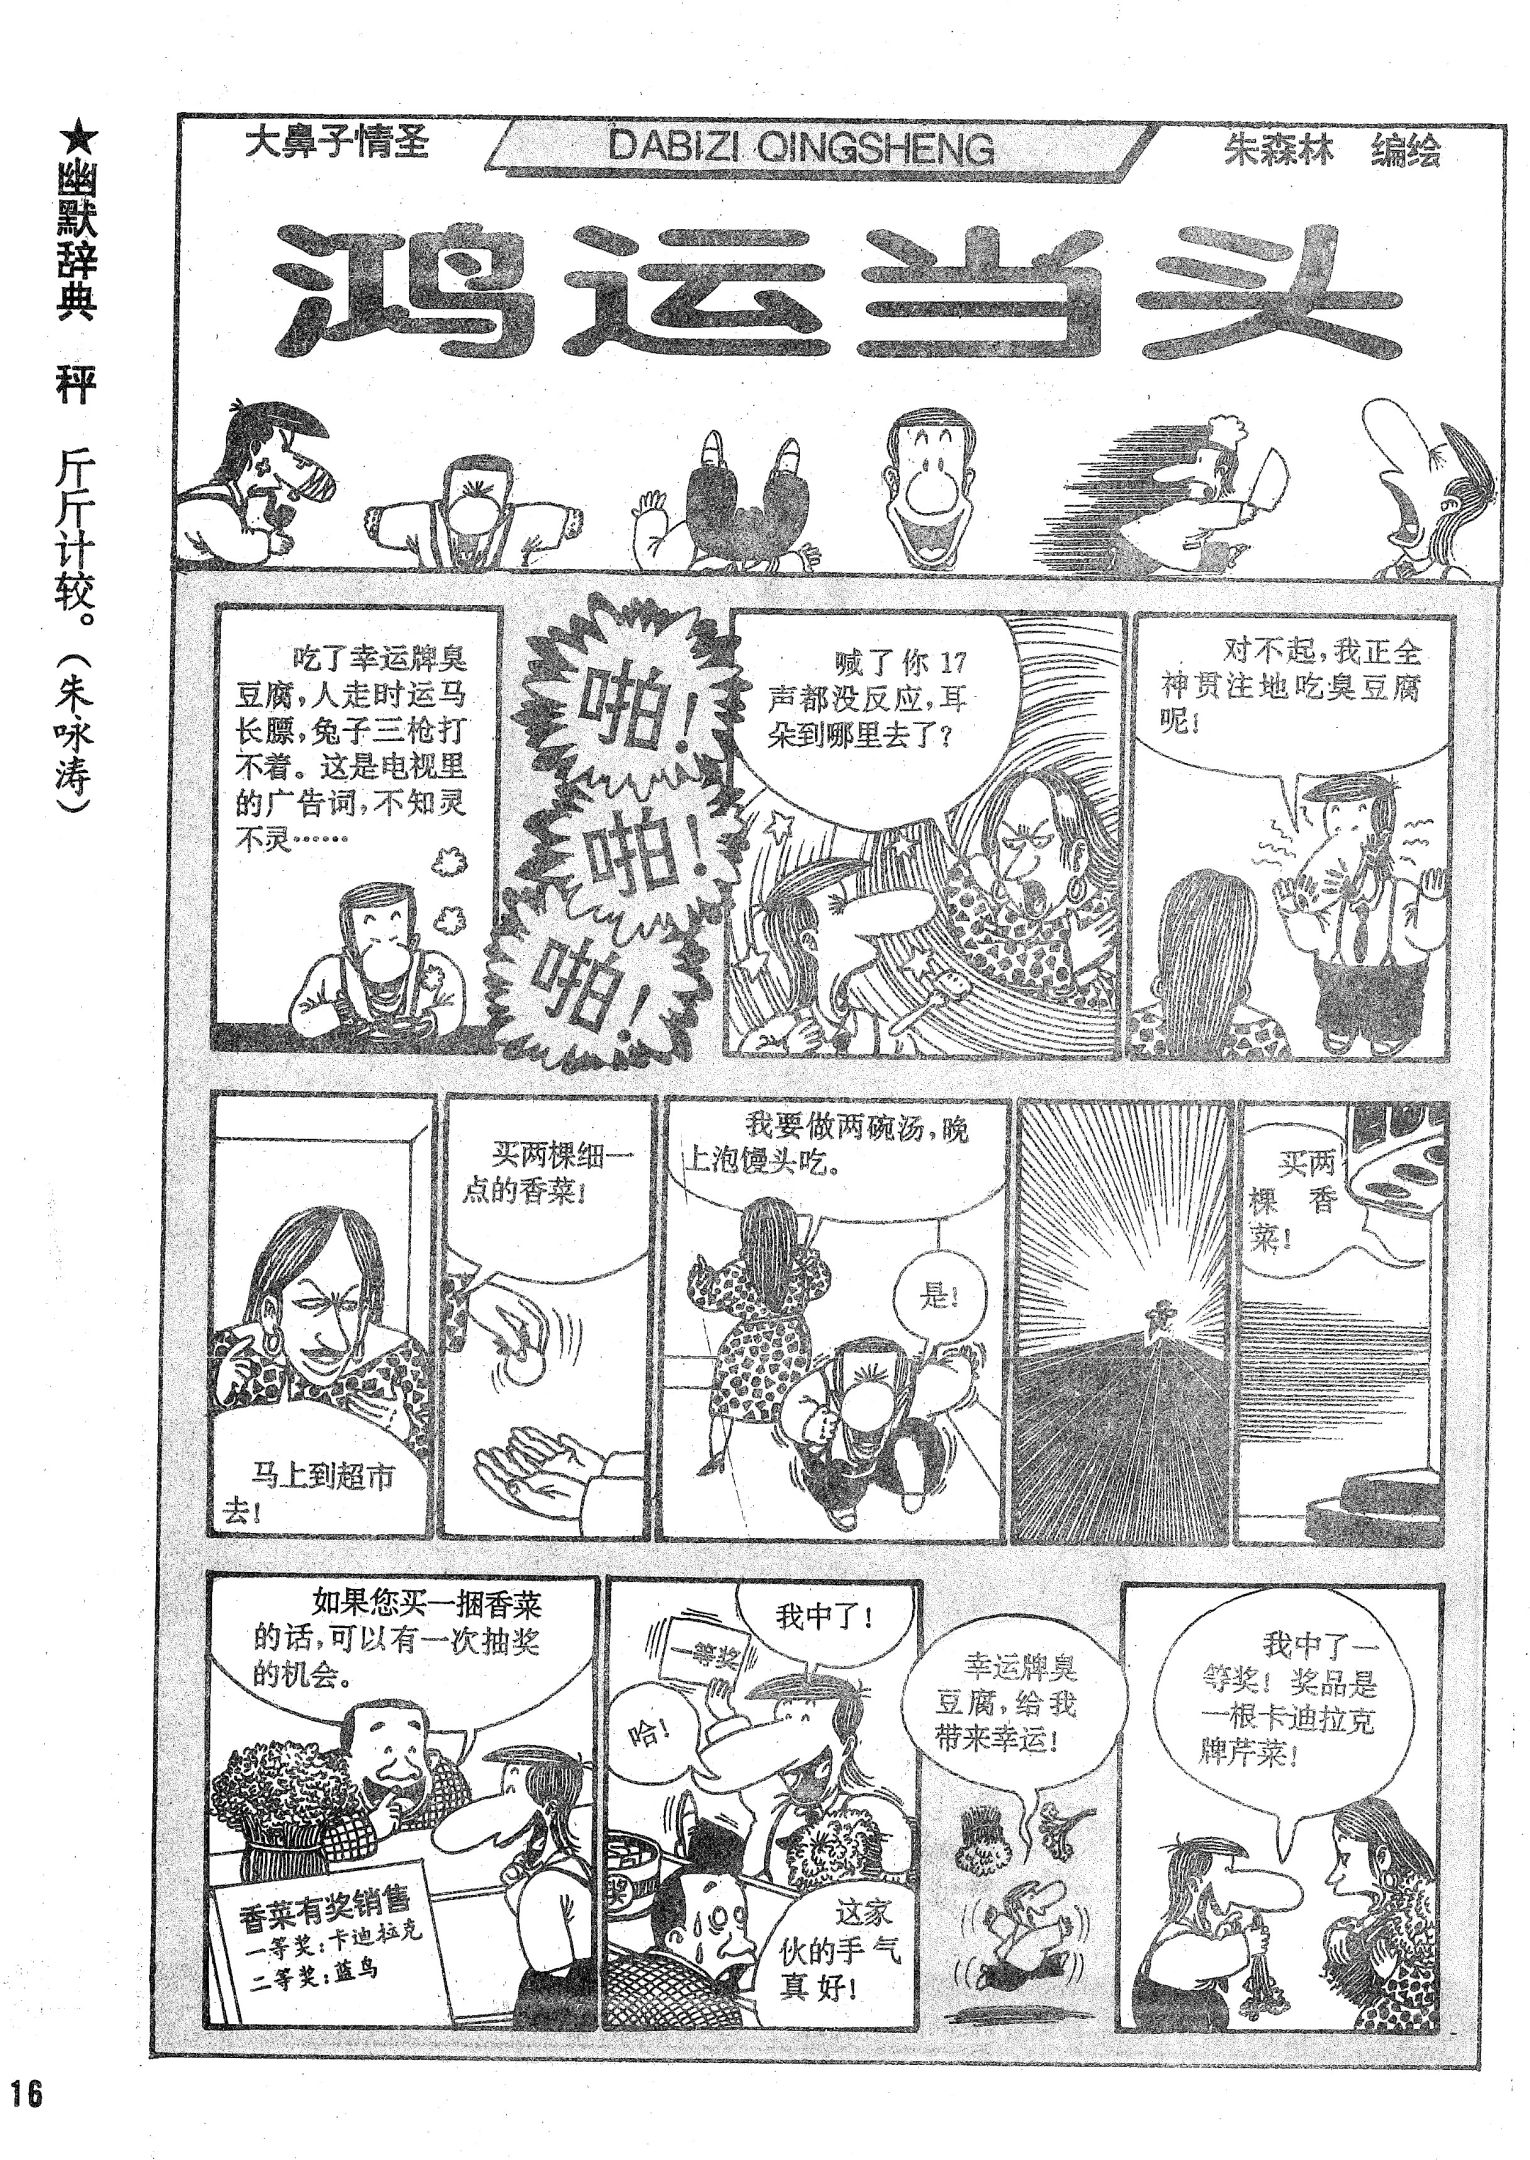 ★幽默辞典 秤 斤斤计较。（朱咏涛）
大鼻子情圣
DABIZI QINGSHENG
朱森林 编绘
鸿运当头
吃了幸运牌臭
豆腐，人走时运马
长膘，兔子三枪打
不着。这是电视里
的广告词，不知灵
不灵……
啪！
啪！
啪！
喊了你17
声都没反应，耳
朵到哪里去了？
对不起，我正全
神贯注地吃臭豆腐
呢！
马上到超市
去！
买两棵细一
点的香菜！
我要做两碗汤，晚
上泡馒头吃。
是！
买两
棵香
菜！
如果您买一捆香菜
的话，可以有一次抽奖
的机会。
香菜有奖销售
一等奖：卡迪拉克
二等奖：蓝鸟
我中了！
一等奖
哈！
奖
这家
伙的手气
真好！
幸运牌臭
豆腐，给我
带来幸运！
我中了一
等奖！奖品是
一根卡迪拉克
牌芹菜！
16